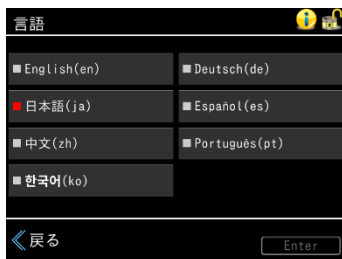 言語
English(en)
Deutsch(de)
日本語(ja)
Español(es)
中文(zh)
Português(pt)
한국어(ko)
戻る
Enter